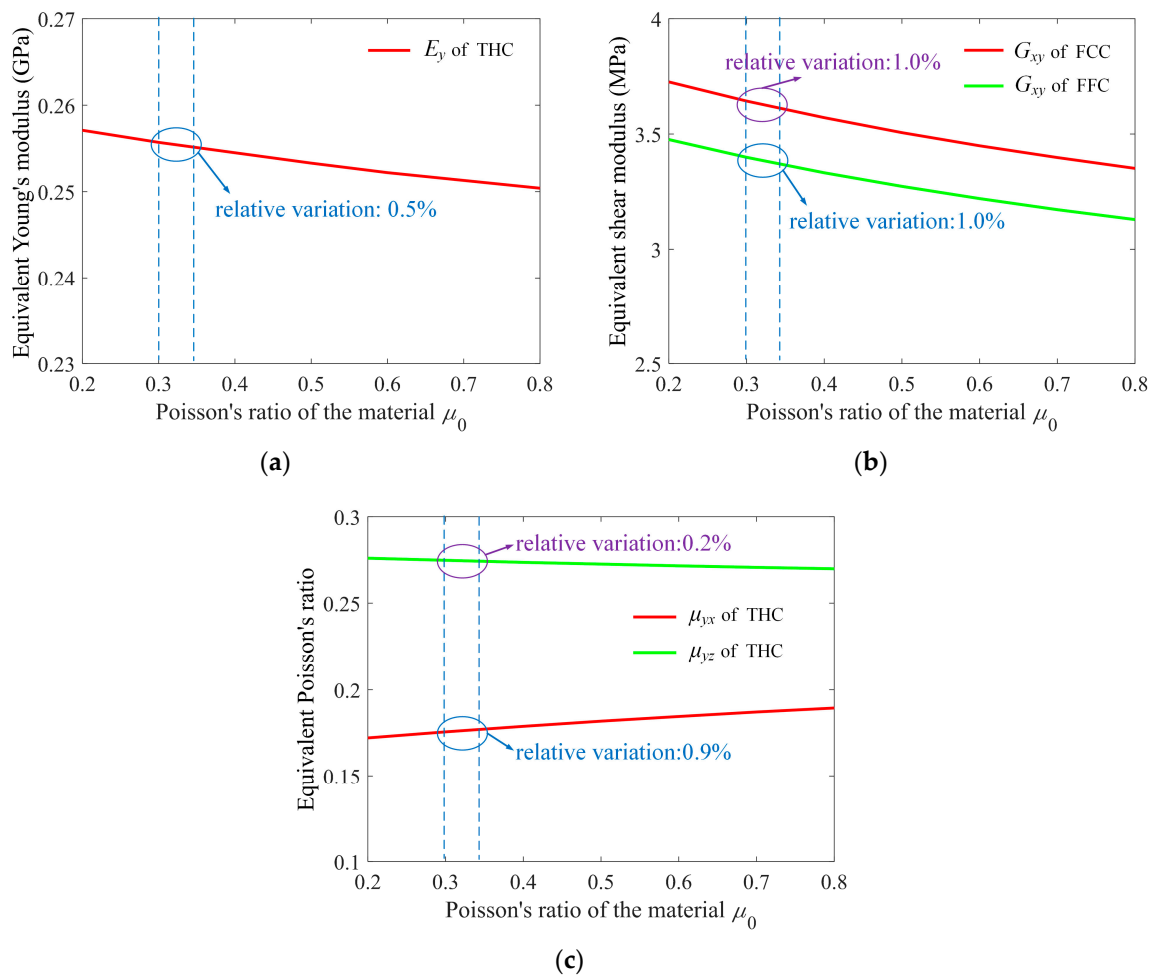 0.27
0.26
0.25
0.24
0.23
Equivalent Young's modulus (GPa)
E_y of THC
relative variation: 0.5%
0.2 0.3 0.4 0.5 0.6 0.7 0.8
Poisson's ratio of the material μ_0
(a)
4
3.5
3
2.5
Equivalent shear modulus (MPa)
relative variation:1.0%
G_xy of FCC
G_xy of FFC
relative variation:1.0%
0.2 0.3 0.4 0.5 0.6 0.7 0.8
Poisson's ratio of the material μ_0
(b)
0.3
0.25
0.2
0.15
0.1
Equivalent Poisson's ratio
relative variation:0.2%
μ_yx of THC
μ_yz of THC
relative variation:0.9%
0.2 0.3 0.4 0.5 0.6 0.7 0.8
Poisson's ratio of the material μ_0
(c)